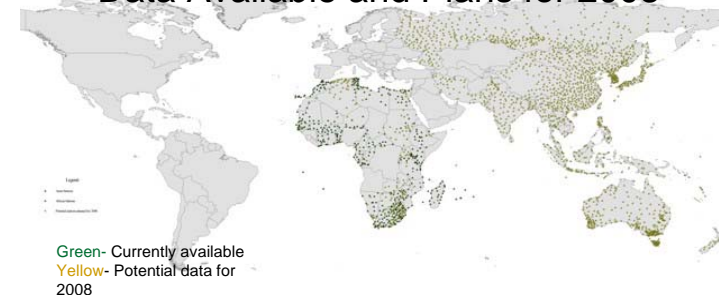 Data Available and Plans for 2008
Legend
Green- Currently available
Yellow- Potential data for
2008